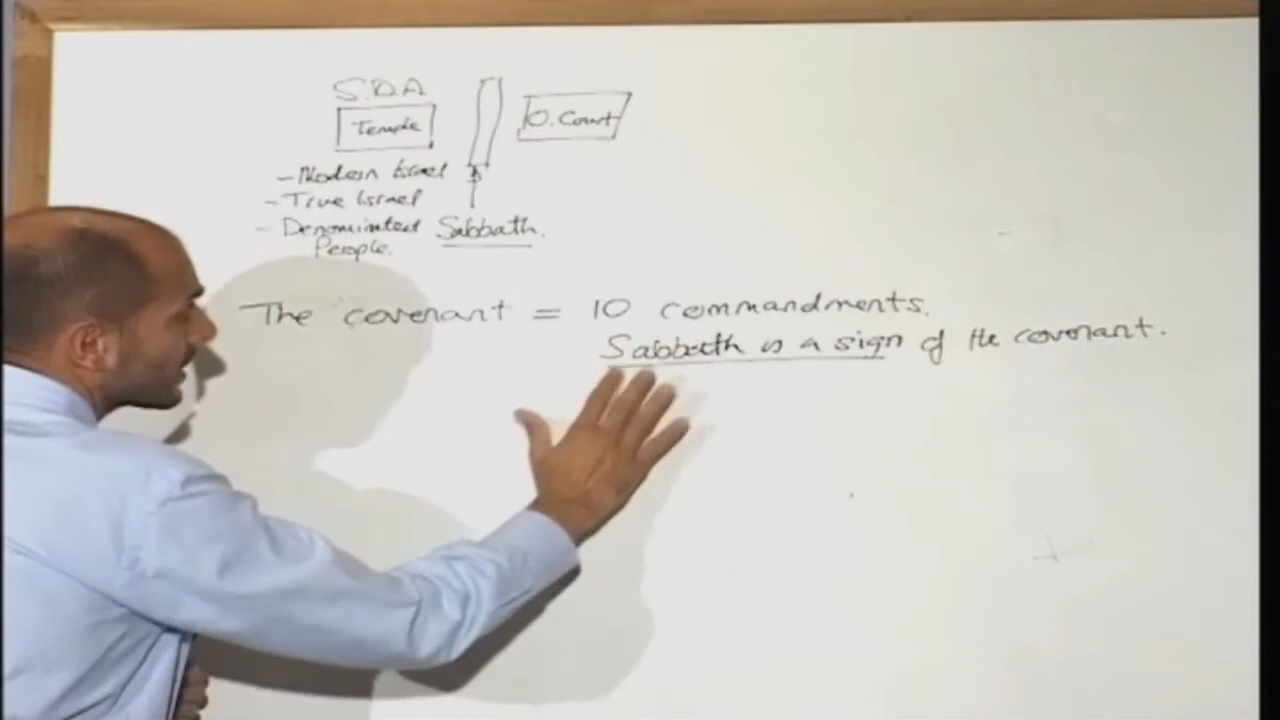 S.D.A
Temple
O. Court
- Modern Israel
- True Israel
- Denominated Sabbath.
People.
The covenant = 10 commandments.
Sabbath is a sign of the covenant.